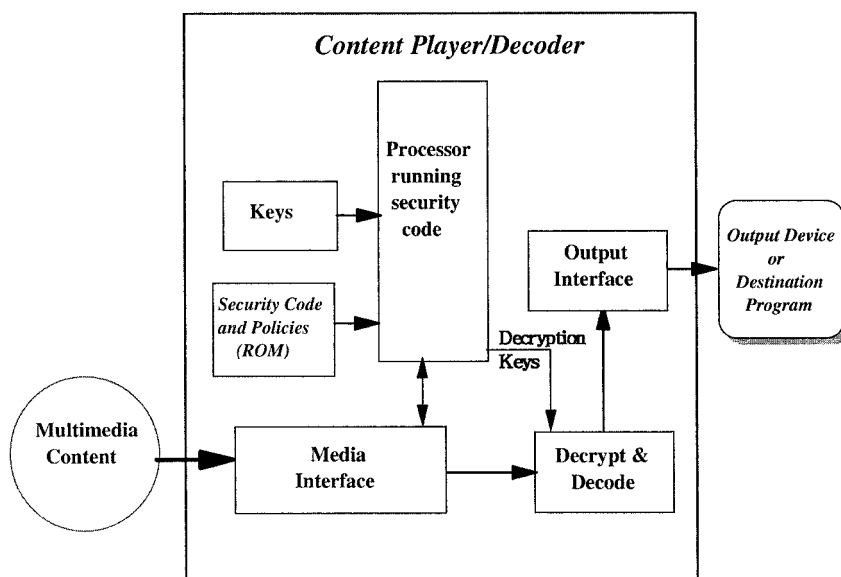 Content Player/Decoder
Processor
running
security
code
Keys
Security Code
and Policies
(ROM)
Output
Interface
Output Device
or
Destination
Program
Decryption
Keys
Multimedia
Content
Media
Interface
Decrypt &
Decode